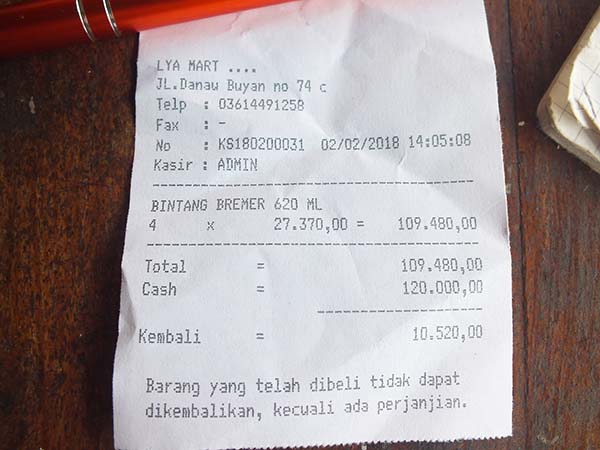 LYA MART ....
JL.Danau Buyan no 74 c
Telp : 03614491258
Fax : -
No : KS180200031 02/02/2018 14:05:08
Kasir : ADMIN
BINTANG BREMER 620 ML
4 x 27.370,00 = 109.480,00
Total = 109.480,00
Cash = 120.000,00
Kembali = 10.520,00
Barang yang telah dibeli tidak dapat
dikembalikan, kecuali ada perjanjian.